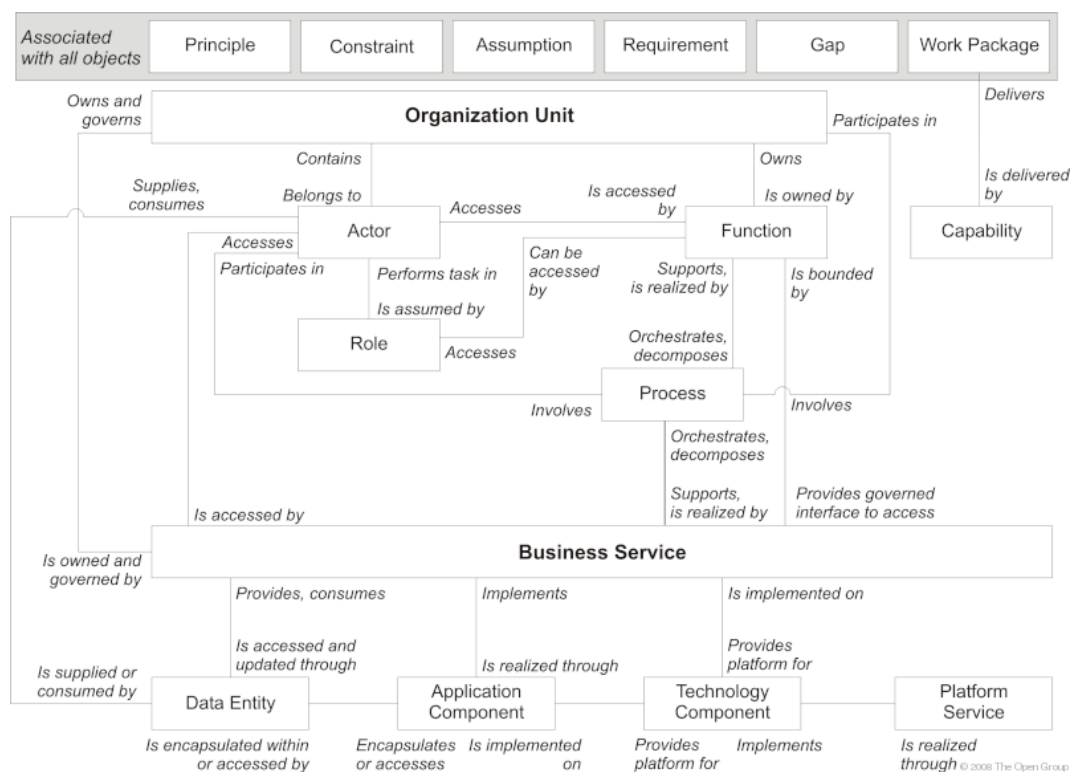 Associated
with all objects
Principle
Constraint
Assumption
Requirement
Gap
Work Package
Owns and
governs
Organization Unit
Participates in
Delivers
Contains
Owns
Supplies,
consumes
Belongs to
Is accessed
by
Is owned by
Is delivered
by
Accesses
Actor
Function
Capability
Accesses
Participates in
Performs task in
Can be
accessed
by
Supports,
is realized by
Is bounded
by
Is assumed by
Role
Accesses
Orchestrates,
decomposes
Process
Involves
Involves
Orchestrates,
decomposes
Supports,
is realized by
Provides governed
interface to access
Is accessed by
Business Service
Is owned and
governed by
Provides, consumes
Implements
Is implemented on
Is accessed and
updated through
Is realized through
Provides
platform for
Is supplied or
consumed by
Data Entity
Application
Component
Technology
Component
Platform
Service
Is encapsulated within
or accessed by
Encapsulates
or accesses
Is implemented
on
Provides
platform for
Implements
Is realized
through
© 2008 The Open Group